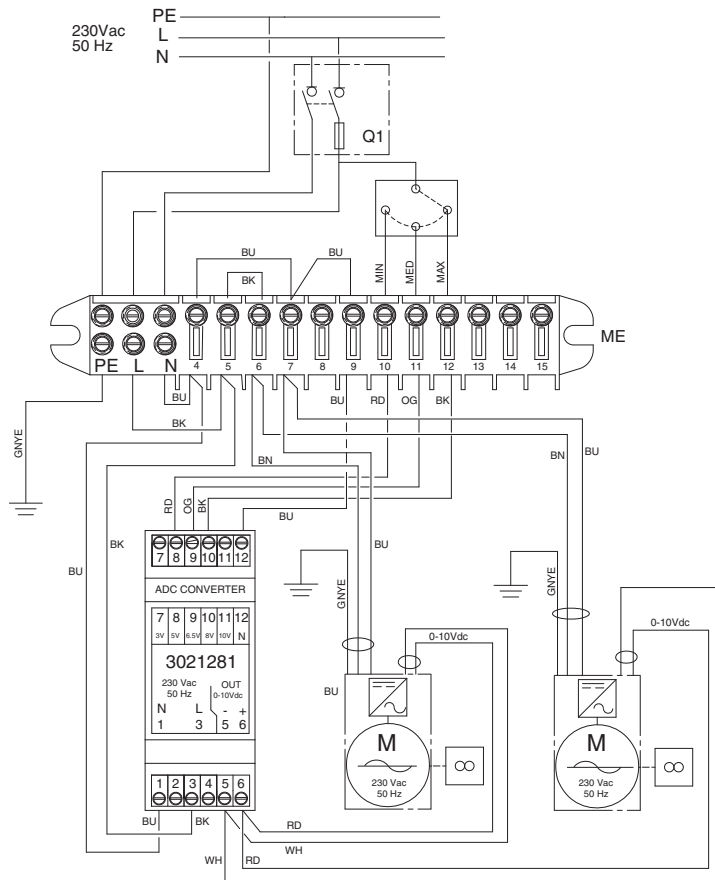 PE
230Vac
50 Hz
L
N
Q1
MIN
MED
MAX
BU
BU
BK
ME
PE L N 4 5 6 7 8 9 10 11 12 13 14 15
BU
BU
RD
OG
BK
BK
BN
BN
BU
GNYE
RD
OG
BK
BU
BU
BK
BU
7 8 9 10 11 12
ADC CONVERTER
7 8 9 10 11 12
3V 5V 6.5V 8V 10V N
3021281
230 Vac
50 Hz
OUT
0-10Vdc
N L - +
1 3 5 6
1 2 3 4 5 6
BU
BK
WH
RD
GNYE
BU
0-10Vdc
M
230 Vac
50 Hz
RD
WH
GNYE
0-10Vdc
M
230 Vac
50 Hz